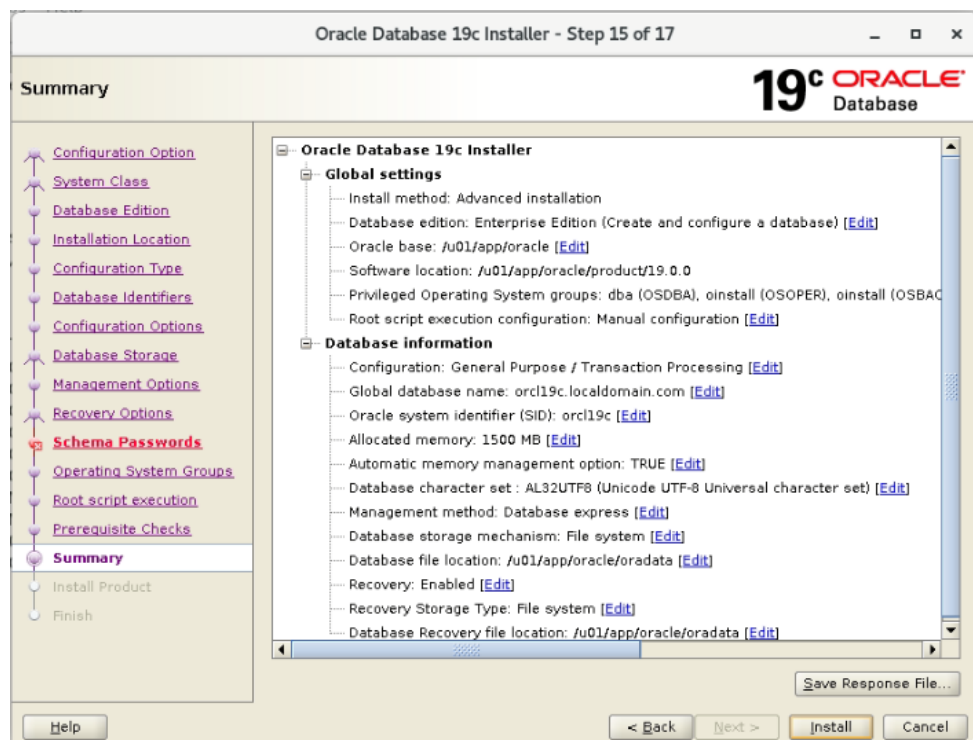 Oracle Database 19c Installer - Step 15 of 17
Summary
19c ORACLE
Database
Configuration Option
System Class
Database Edition
Installation Location
Configuration Type
Database Identifiers
Configuration Options
Database Storage
Management Options
Recovery Options
Schema Passwords
Operating System Groups
Root script execution
Prerequisite Checks
Summary
Install Product
Finish
Oracle Database 19c Installer
Global settings
Install method: Advanced installation
Database edition: Enterprise Edition (Create and configure a database) [Edit]
Oracle base: /u01/app/oracle [Edit]
Software location: /u01/app/oracle/product/19.0.0
Privileged Operating System groups: dba (OSDBA), oinstall (OSOPER), oinstall (OSBAC
Root script execution configuration: Manual configuration [Edit]
Database information
Configuration: General Purpose / Transaction Processing [Edit]
Global database name: orcl19c.localdomain.com [Edit]
Oracle system identifier (SID): orcl19c [Edit]
Allocated memory: 1500 MB [Edit]
Automatic memory management option: TRUE [Edit]
Database character set : AL32UTF8 (Unicode UTF-8 Universal character set) [Edit]
Management method: Database express [Edit]
Database storage mechanism: File system [Edit]
Database file location: /u01/app/oracle/oradata [Edit]
Recovery: Enabled [Edit]
Recovery Storage Type: File system [Edit]
Database Recovery file location: /u01/app/oracle/oradata [Edit]
Save Response File...
Help
< Back
Next >
Install
Cancel